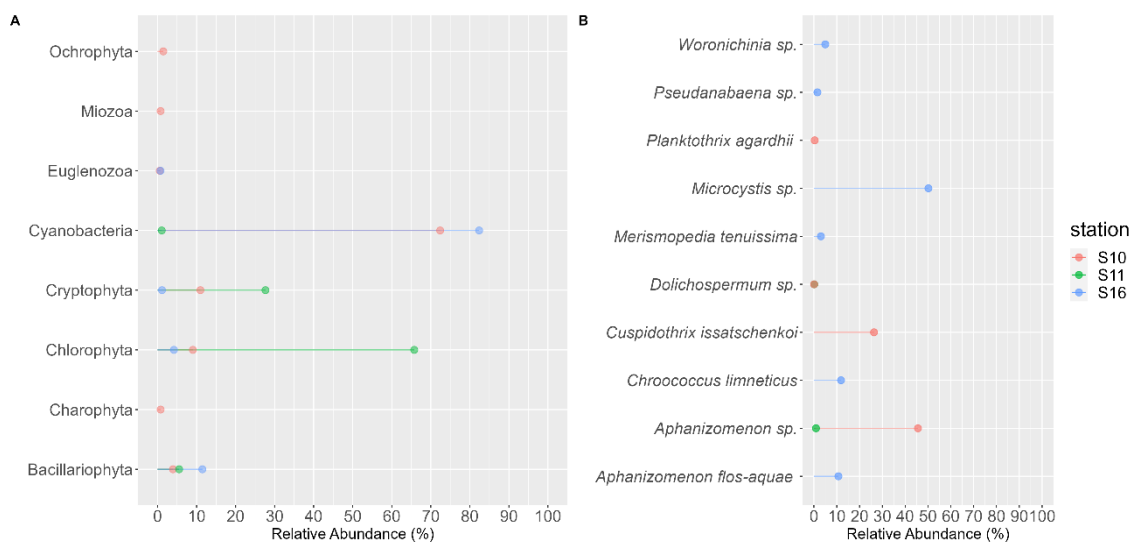 A
Ochrophyta
Miozoa
Euglenozoa
Cyanobacteria
Cryptophyta
Chlorophyta
Charophyta
Bacillariophyta
0 10 20 30 40 50 60 70 80 90 100
Relative Abundance (%)
B
Woronichinia sp.
Pseudanabaena sp.
Planktothrix agardhii
Microcystis sp.
Merismopedia tenuissima
Dolichospermum sp.
Cuspidothrix issatschenkoi
Chroococcus limneticus
Aphanizomenon sp.
Aphanizomenon flos-aquae
0 10 20 30 40 50 60 70 80 90 100
Relative Abundance (%)
station
S10
S11
S16